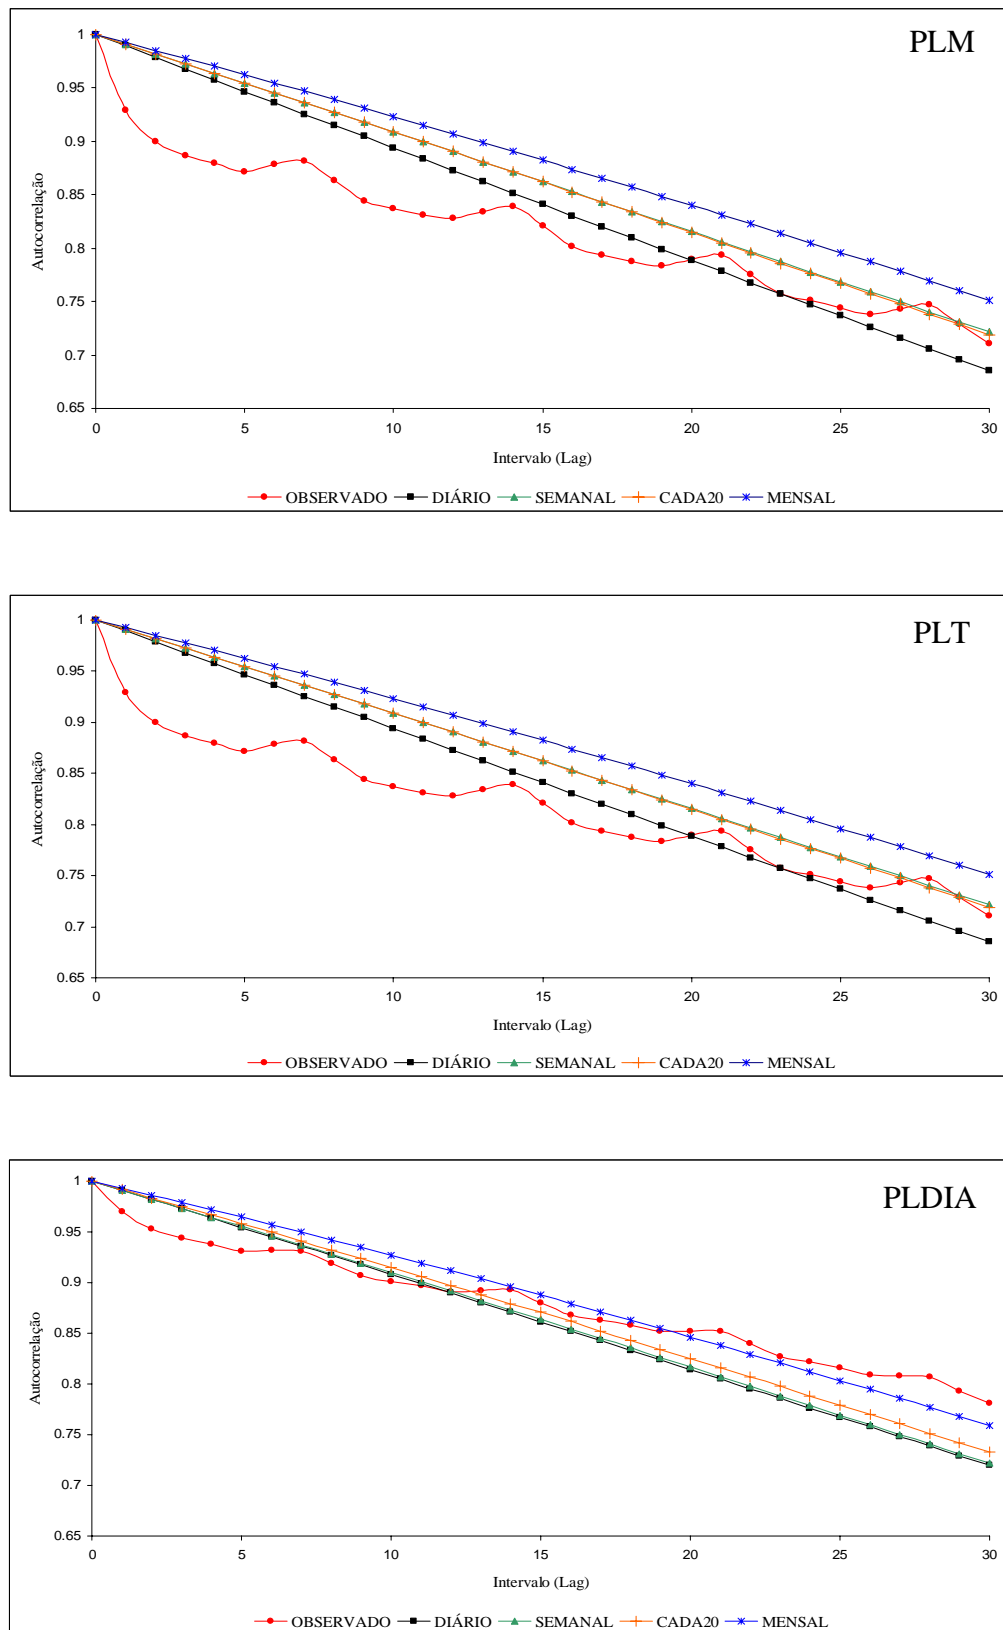 PLM
1
0.95
0.9
0.85
0.8
0.75
0.7
0.65
Autocorrelação
0 5 10 15 20 25 30
Intervalo (Lag)
OBSERVADO DIÁRIO SEMANAL CADA20 MENSAL
PLT
1
0.95
0.9
0.85
0.8
0.75
0.7
0.65
Autocorrelação
0 5 10 15 20 25 30
Intervalo (Lag)
OBSERVADO DIÁRIO SEMANAL CADA20 MENSAL
PLDIA
1
0.95
0.9
0.85
0.8
0.75
0.7
0.65
Autocorrelação
0 5 10 15 20 25 30
Intervalo (Lag)
OBSERVADO DIÁRIO SEMANAL CADA20 MENSAL